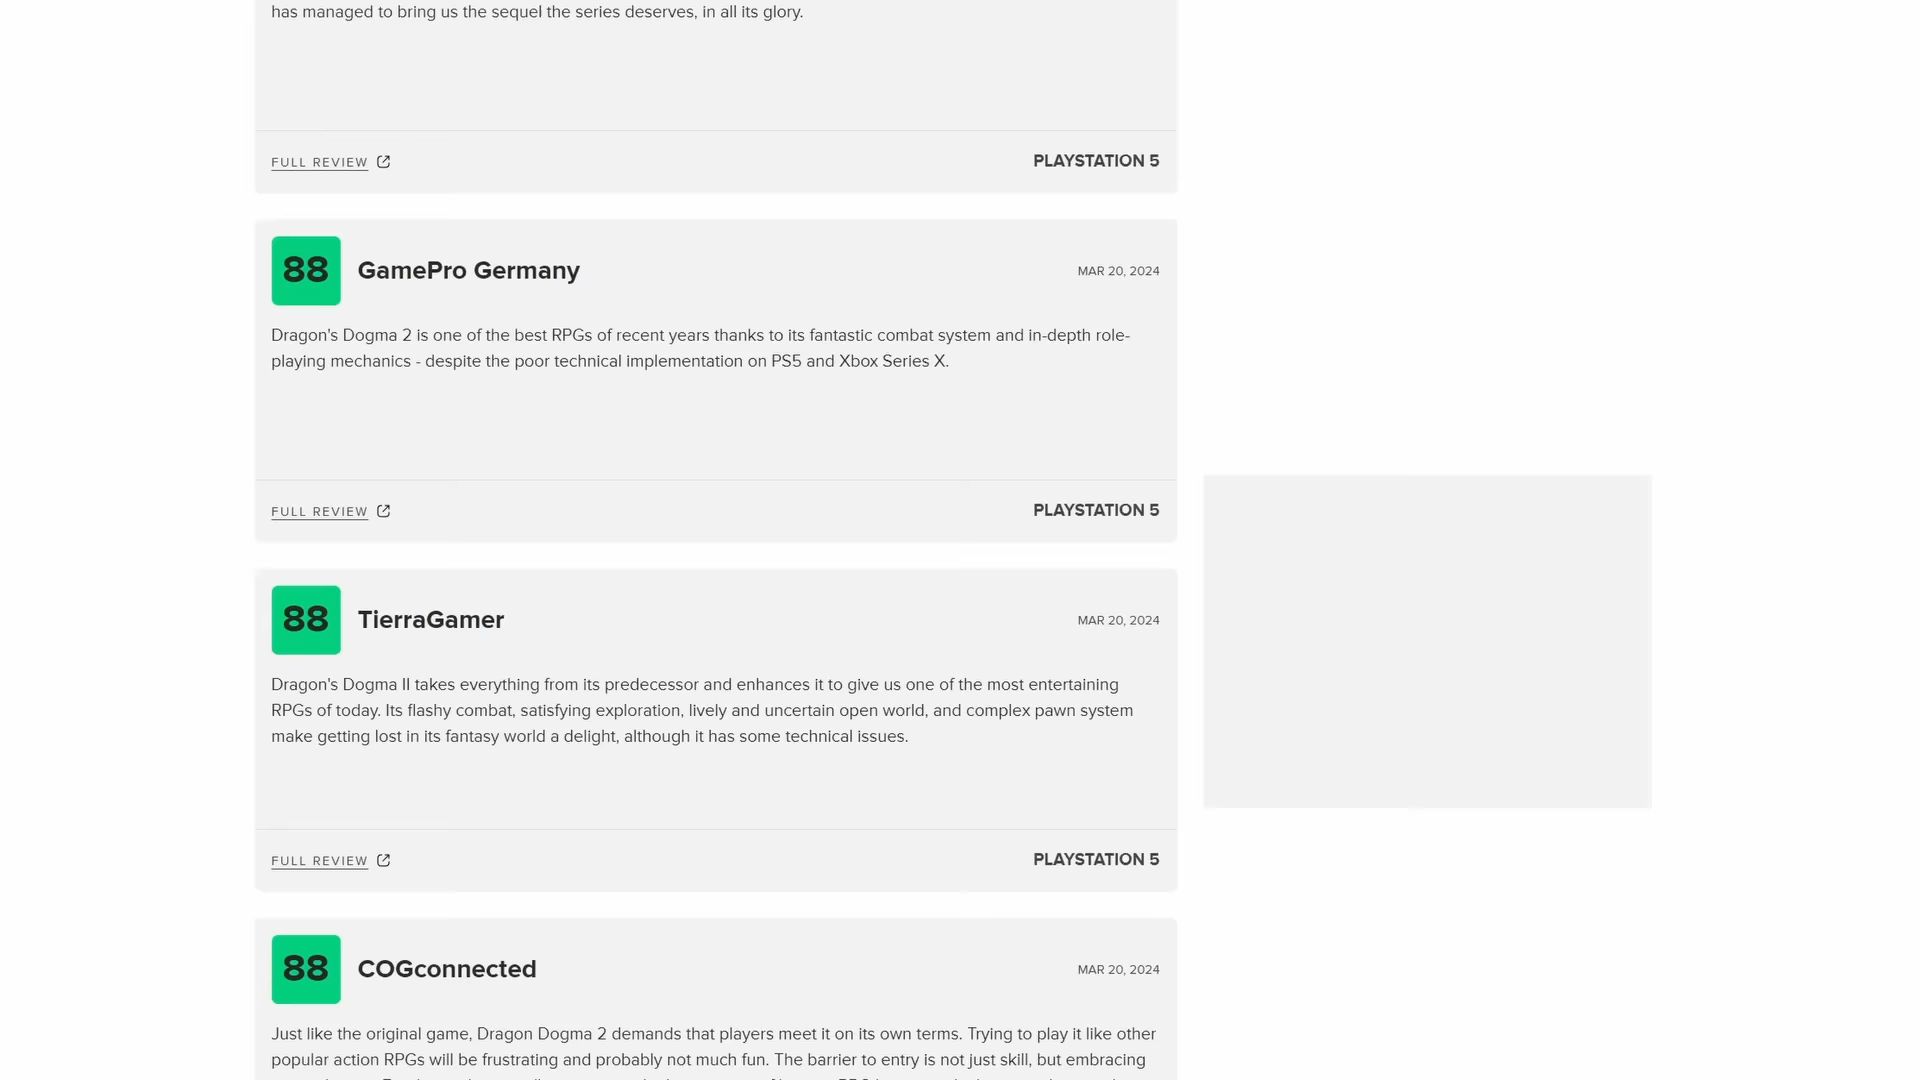 has managed to bring us the sequel the series deserves, in all its glory.
FULL REVIEW
PLAYSTATION 5
88
GamePro Germany
MAR 20, 2024
Dragon's Dogma 2 is one of the best RPGs of recent years thanks to its fantastic combat system and in-depth role-
playing mechanics - despite the poor technical implementation on PS5 and Xbox Series X.
FULL REVIEW
PLAYSTATION 5
88
TierraGamer
MAR 20, 2024
Dragon's Dogma II takes everything from its predecessor and enhances it to give us one of the most entertaining
RPGs of today. Its flashy combat, satisfying exploration, lively and uncertain open world, and complex pawn system
make getting lost in its fantasy world a delight, although it has some technical issues.
FULL REVIEW
PLAYSTATION 5
88
COGconnected
MAR 20, 2024
Just like the original game, Dragon Dogma 2 demands that players meet it on its own terms. Trying to play it like other
popular action RPGs will be frustrating and probably not much fun. The barrier to entry is not just skill, but embracing